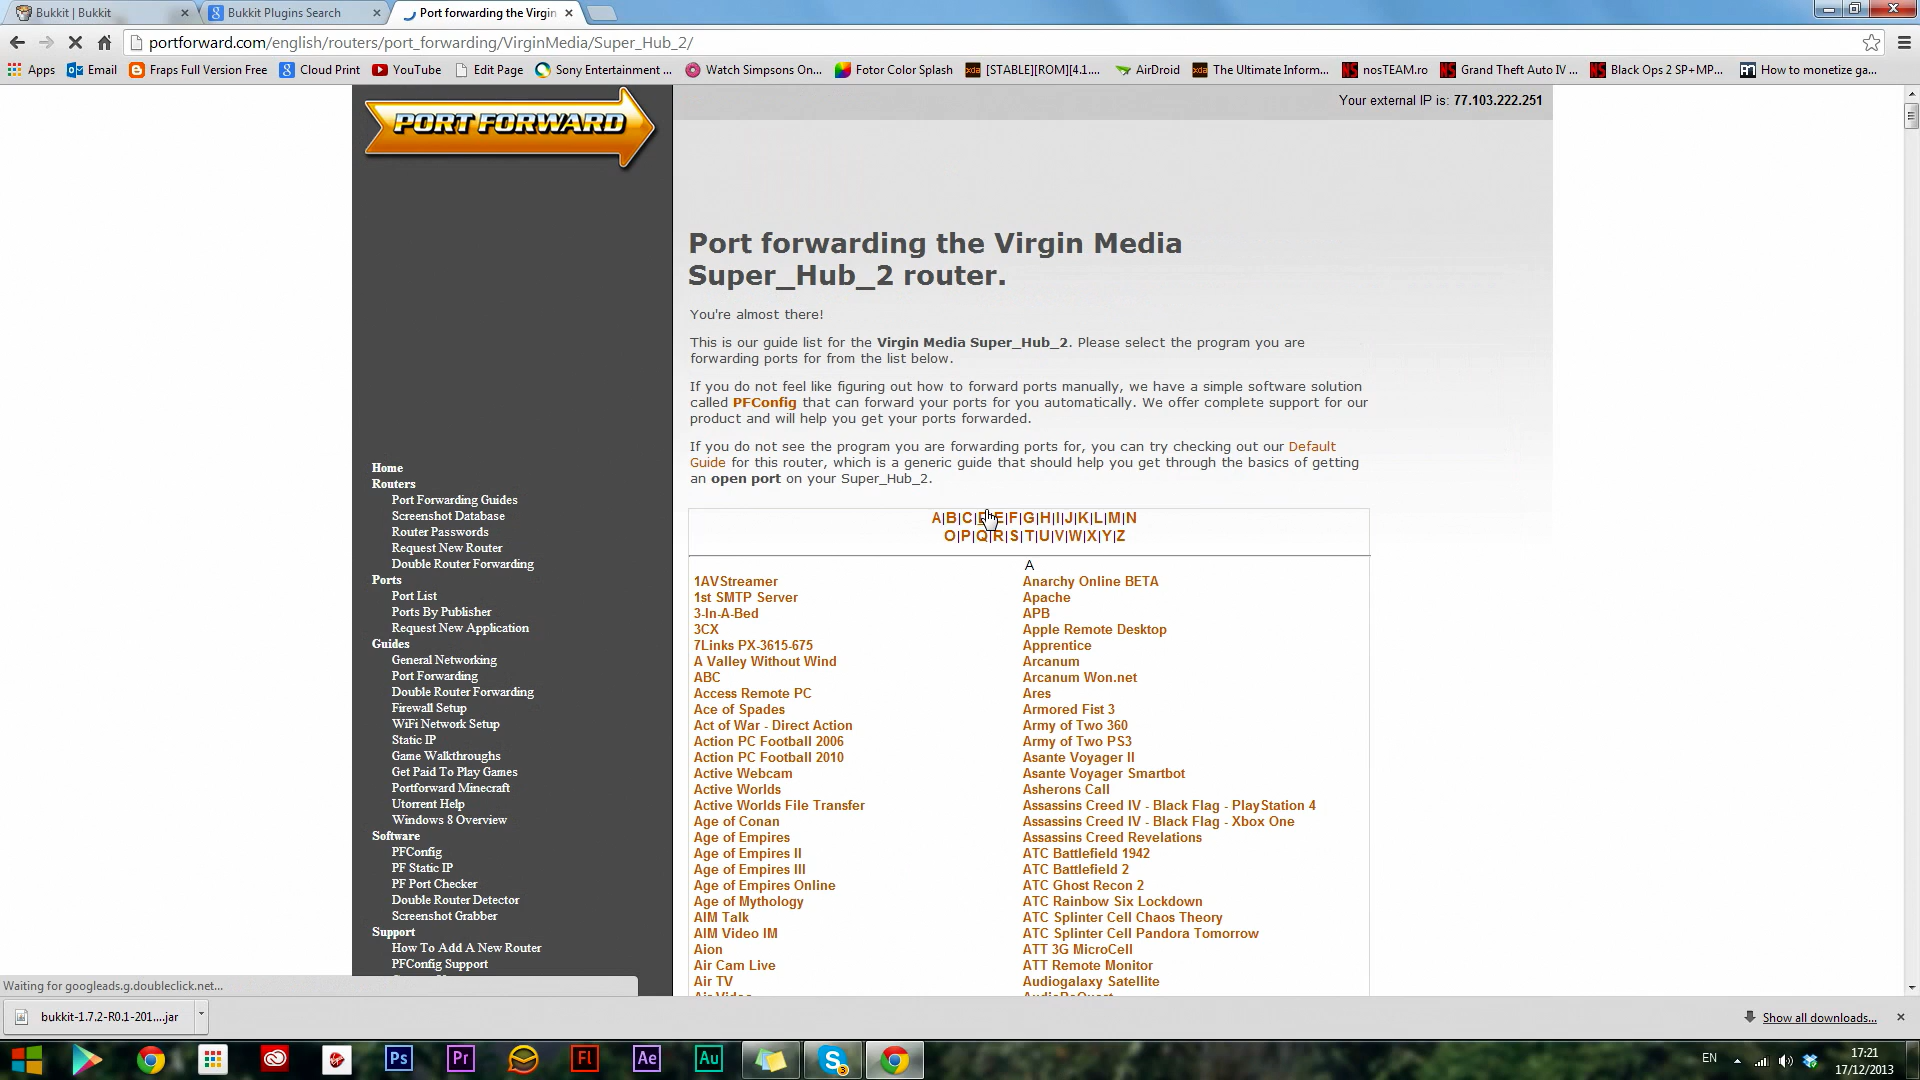 Bukkit | Bukkit
Bukkit Plugins Search
Port forwarding the Virgin
portforward.com/english/routers/port_forwarding/VirginMedia/Super_Hub_2/
Apps
Email
Fraps Full Version Free
Cloud Print
YouTube
Edit Page
Sony Entertainment ...
Watch Simpsons On...
Fotor Color Splash
[STABLE][ROM][4.1....
AirDroid
The Ultimate Inform...
nosTEAM.ro
Grand Theft Auto IV ...
Black Ops 2 SP+MP...
How to monetize ga...
PORT FORWARD
Your external IP is: 77.103.222.251
Port forwarding the Virgin Media
Super_Hub_2 router.
You're almost there!
This is our guide list for the Virgin Media Super_Hub_2. Please select the program you are
forwarding ports for from the list below.
If you do not feel like figuring out how to forward ports manually, we have a simple software solution
called PFConfig that can forward your ports for you automatically. We offer complete support for our
product and will help you get your ports forwarded.
If you do not see the program you are forwarding ports for, you can try checking out our Default
Guide for this router, which is a generic guide that should help you get through the basics of getting
an open port on your Super_Hub_2.
A|B|C|D|E|F|G|H|I|J|K|L|M|N
O|P|Q|R|S|T|U|V|W|X|Y|Z
A
1AVStreamer
1st SMTP Server
3-In-A-Bed
3CX
7Links PX-3615-675
A Valley Without Wind
ABC
Access Remote PC
Ace of Spades
Act of War - Direct Action
Action PC Football 2006
Action PC Football 2010
Active Webcam
Active Worlds
Active Worlds File Transfer
Age of Conan
Age of Empires
Age of Empires II
Age of Empires III
Age of Empires Online
Age of Mythology
AIM Talk
AIM Video IM
Aion
Air Cam Live
Air TV
Air Video
Anarchy Online BETA
Apache
APB
Apple Remote Desktop
Apprentice
Arcanum
Arcanum Won.net
Ares
Armored Fist 3
Army of Two 360
Army of Two PS3
Asante Voyager II
Asante Voyager Smartbot
Asherons Call
Assassins Creed IV - Black Flag - PlayStation 4
Assassins Creed IV - Black Flag - Xbox One
Assassins Creed Revelations
ATC Battlefield 1942
ATC Battlefield 2
ATC Ghost Recon 2
ATC Rainbow Six Lockdown
ATC Splinter Cell Chaos Theory
ATC Splinter Cell Pandora Tomorrow
ATT 3G MicroCell
ATT Remote Monitor
Audiogalaxy Satellite
AudioReQuest
Home
Routers
Port Forwarding Guides
Screenshot Database
Router Passwords
Request New Router
Double Router Forwarding
Ports
Port List
Ports By Publisher
Request New Application
Guides
General Networking
Port Forwarding
Double Router Forwarding
Firewall Setup
WiFi Network Setup
Static IP
Game Walkthroughs
Get Paid To Play Games
Portforward Minecraft
Utorrent Help
Windows 8 Overview
Software
PFConfig
PF Static IP
PF Port Checker
Double Router Detector
Screenshot Grabber
Support
How To Add A New Router
PFConfig Support
Waiting for googleads.g.doubleclick.net...
bukkit-1.7.2-R0.1-201....jar
Show all downloads...
Ps
Pr
Fl
Ae
Au
3
EN
17:21
17/12/2013